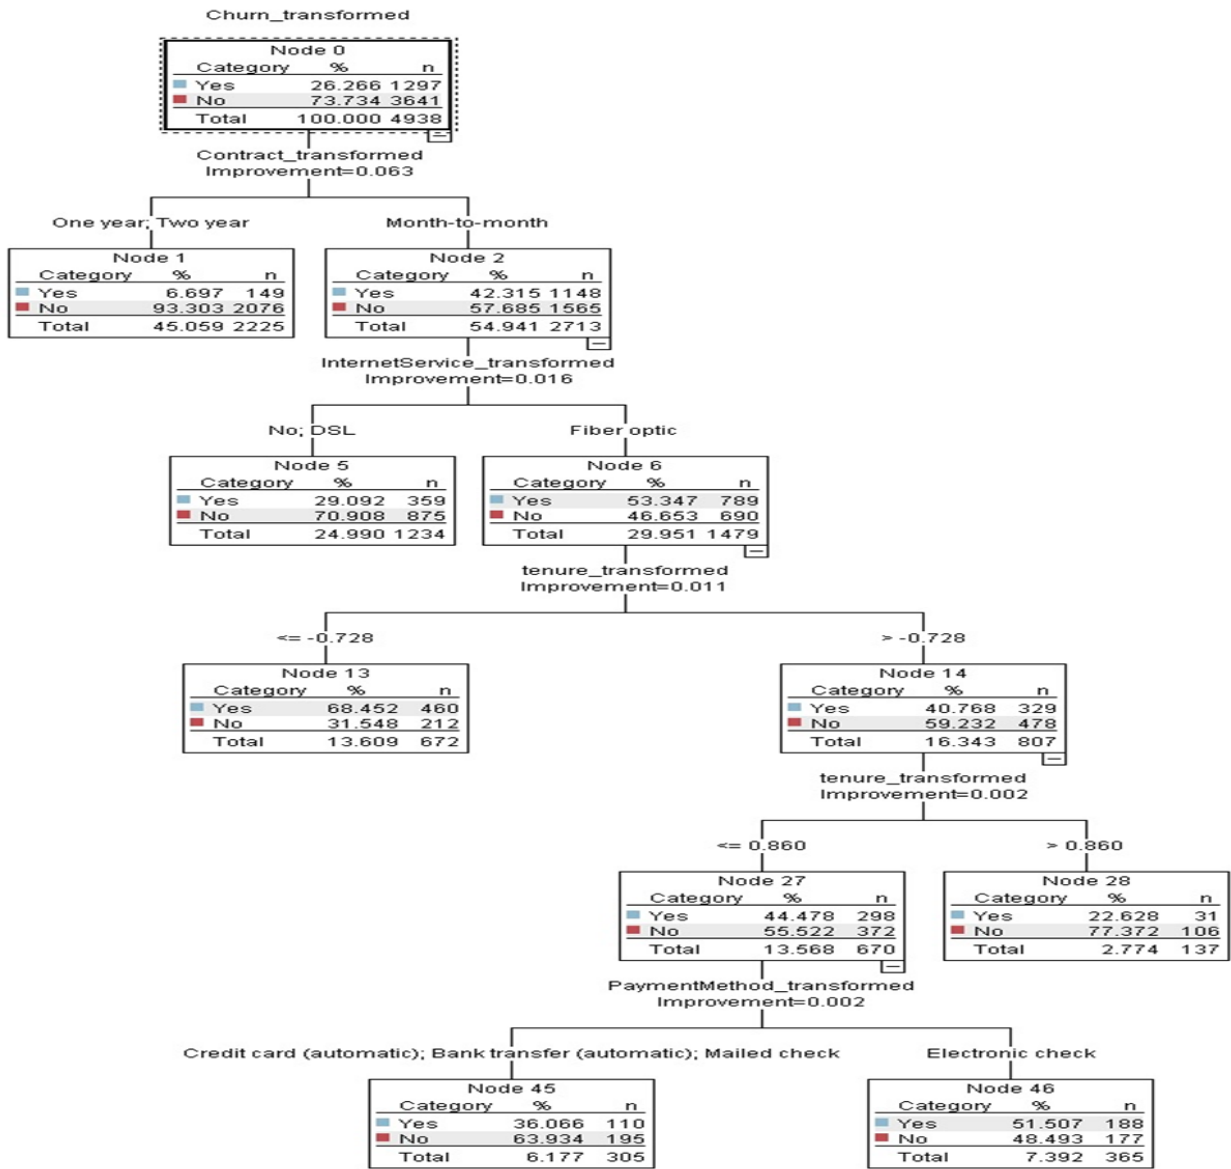 Churn_transformed
Node 0
Category % n
Yes 26.266 1297
No 73.734 3641
Total 100.000 4938
Contract_transformed
Improvement=0.063
One year; Two year
Month-to-month
Node 1
Category % n
Yes 6.697 149
No 93.303 2076
Total 45.059 2225
Node 2
Category % n
Yes 42.315 1148
No 57.685 1565
Total 54.941 2713
InternetService_transformed
Improvement=0.016
No; DSL
Fiber optic
Node 5
Category % n
Yes 29.092 359
No 70.908 875
Total 24.990 1234
Node 6
Category % n
Yes 53.347 789
No 46.653 690
Total 29.951 1479
tenure_transformed
Improvement=0.011
<= -0.728
> -0.728
Node 13
Category % n
Yes 68.452 460
No 31.548 212
Total 13.609 672
Node 14
Category % n
Yes 40.768 329
No 59.232 478
Total 16.343 807
tenure_transformed
Improvement=0.002
<= 0.860
> 0.860
Node 27
Category % n
Yes 44.478 298
No 55.522 372
Total 13.568 670
Node 28
Category % n
Yes 22.628 31
No 77.372 106
Total 2.774 137
PaymentMethod_transformed
Improvement=0.002
Credit card (automatic); Bank transfer (automatic); Mailed check
Electronic check
Node 45
Category % n
Yes 36.066 110
No 63.934 195
Total 6.177 305
Node 46
Category % n
Yes 51.507 188
No 48.493 177
Total 7.392 365